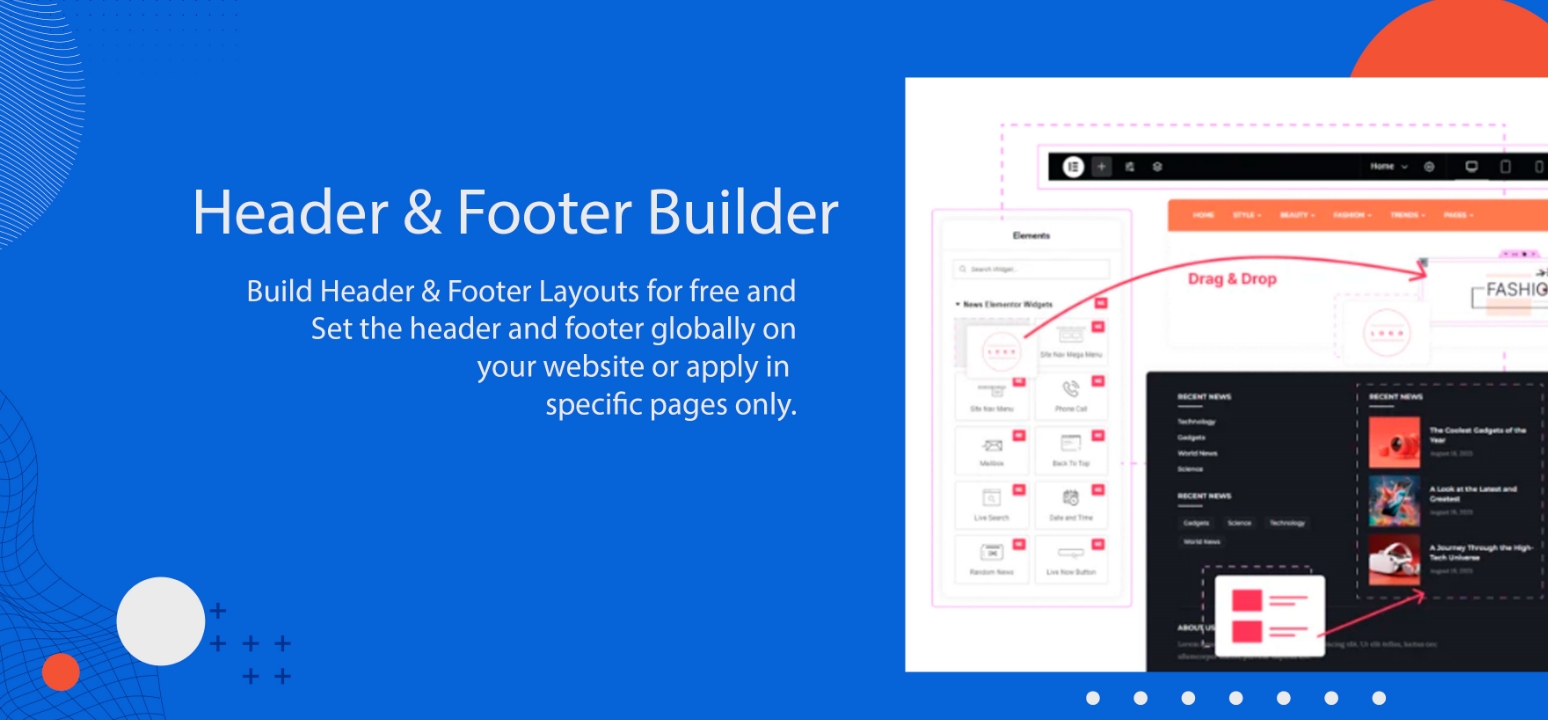 Header & Footer Builder
Build Header & Footer Layouts for free and
Set the header and footer globally on
your website or apply in
specific pages only.
Home
Elements
Search Widget...
News Elementor Widgets
Site Nav Mega Menu
Site Nav Menu
Phone Call
Mailbox
Back To Top
Live Search
Date and Time
Random News
Live Now Button
HOME
STYLE
BEAUTY
FASHION
TRENDS
PAGES
Drag & Drop
LOGO
LOGO
RECENT NEWS
Technology
Gadgets
World News
Science
RECENT NEWS
Gadgets
Science
Technology
World News
ABOUT US
RECENT NEWS
The Coolest Gadgets of the
Year
August 16, 2023
A Look at the Latest and
Greatest
August 16, 2023
A Journey Through the High-
Tech Universe
August 16, 2023